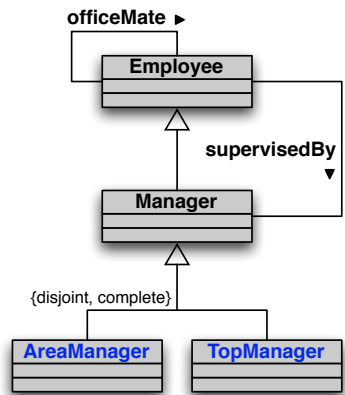 officeMate ▶
Employee
supervisedBy
▼
Manager
{disjoint, complete}
AreaManager
TopManager